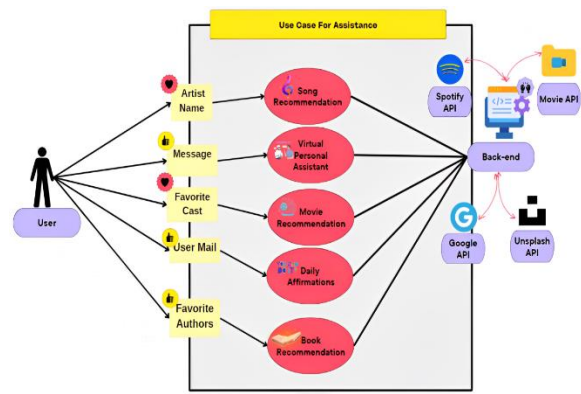 Use Case For Assistance
Artist
Name
Song
Recommendation
Spotify
API
Movie API
Message
Virtual
Personal
Assistant
Back-end
Favorite
Cast
Movie
Recommendation
User
Google
API
Unsplash
API
User Mail
Daily
Affirmations
Favorite
Authors
Book
Recommendation